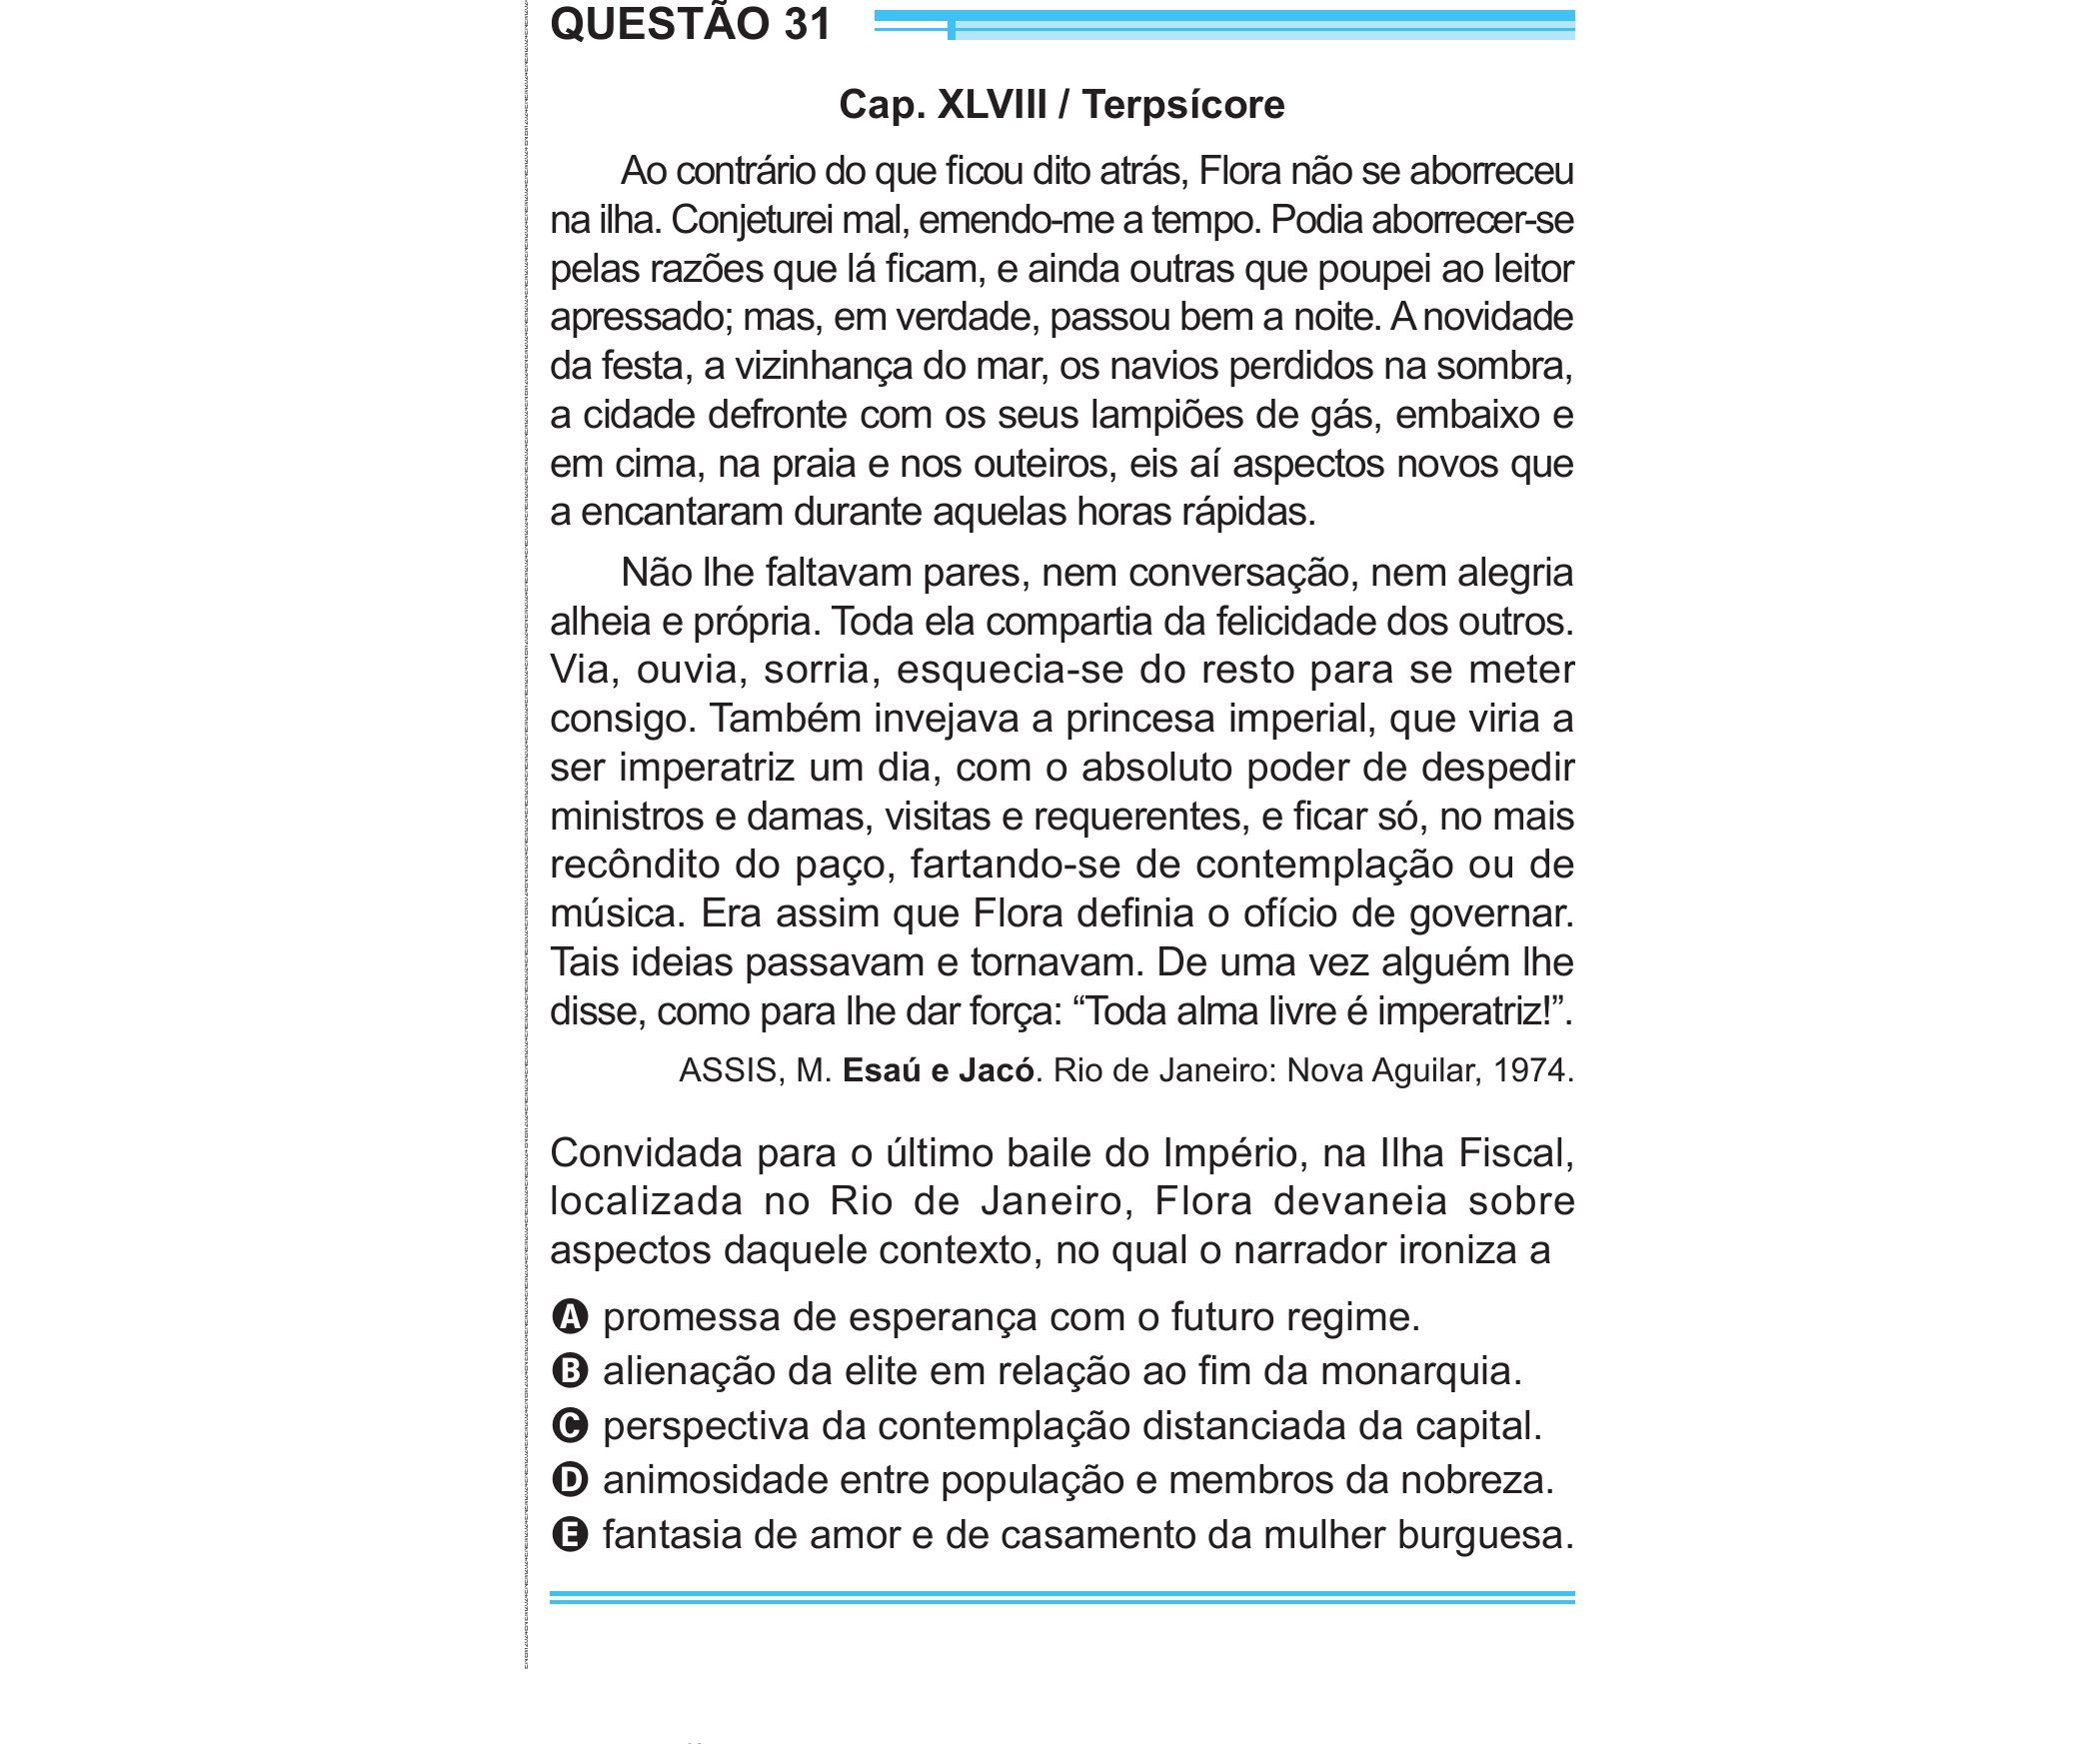 QUESTÃO 31
Cap. XLVIII / Terpsícore
Ao contrário do que ficou dito atrás, Flora não se aborreceu
na ilha. Conjeturei mal, emendo-me a tempo. Podia aborrecer-se
pelas razões que lá ficam, e ainda outras que poupei ao leitor
apressado; mas, em verdade, passou bem a noite. A novidade
da festa, a vizinhança do mar, os navios perdidos na sombra,
a cidade defronte com os seus lampiões de gás, embaixo e
em cima, na praia e nos outeiros, eis aí aspectos novos que
a encantaram durante aquelas horas rápidas.
Não lhe faltavam pares, nem conversação, nem alegria
alheia e própria. Toda ela compartia da felicidade dos outros.
Via, ouvia, sorria, esquecia-se do resto para se meter
consigo. Também invejava a princesa imperial, que viria a
ser imperatriz um dia, com o absoluto poder de despedir
ministros e damas, visitas e requerentes, e ficar só, no mais
recôndito do paço, fartando-se de contemplação ou de
música. Era assim que Flora definia o ofício de governar.
Tais ideias passavam e tornavam. De uma vez alguém lhe
disse, como para lhe dar força: “Toda alma livre é imperatriz!”.
ASSIS, M. Esaú e Jacó. Rio de Janeiro: Nova Aguilar, 1974.
Convidada para o último baile do Império, na Ilha Fiscal,
localizada no Rio de Janeiro, Flora devaneia sobre
aspectos daquele contexto, no qual o narrador ironiza a
A promessa de esperança com o futuro regime.
B alienação da elite em relação ao fim da monarquia.
C perspectiva da contemplação distanciada da capital.
D animosidade entre população e membros da nobreza.
E fantasia de amor e de casamento da mulher burguesa.